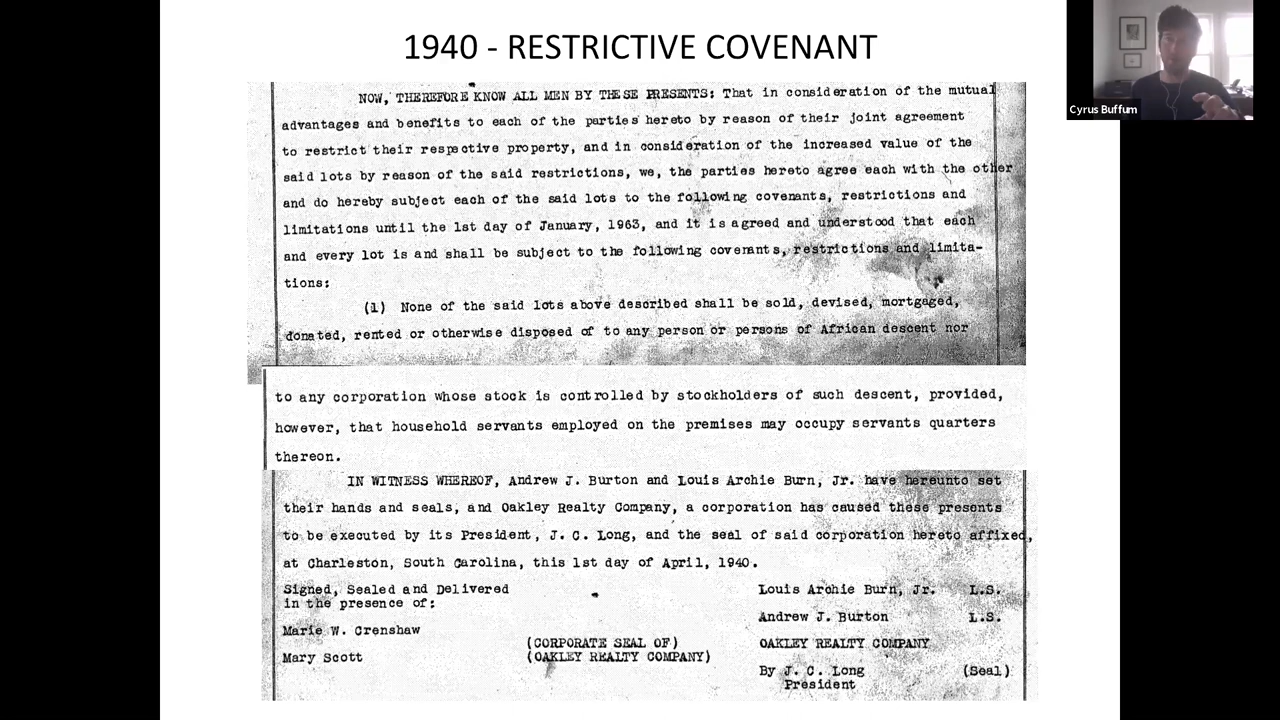 1940 - RESTRICTIVE COVENANT
Cyrus Buffum
NOW, THEREFORE KNOW ALL MEN BY THESE PRESENTS: That in consideration of the mutual
advantages and benefits to each of the parties hereto by reason of their joint agreement
to restrict their respective property, and in consideration of the increased value of the
said lots by reason of the said restrictions, we, the parties hereto agree each with the other
and do hereby subject each of the said lots to the following covenants, restrictions and
limitations until the 1st day of January, 1963, and it is agreed and understood that each
and every lot is and shall be subject to the following covenants, restrictions and limita-
tions:
(1) None of the said lots above described shall be sold, devised, mortgaged,
donated, rented or otherwise disposed of to any person or persons of African descent nor
to any corporation whose stock is controlled by stockholders of such descent, provided,
however, that household servants employed on the premises may occupy servants quarters
thereon.
IN WITNESS WHEREOF, Andrew J. Burton and Louis Archie Burn, Jr. have hereunto set
their hands and seals, and Oakley Realty Company, a corporation has caused these presents
to be executed by its President, J. C. Long, and the seal of said corporation hereto affixed,
at Charleston, South Carolina, this 1st day of April, 1940.
Signed, Sealed and Delivered
in the presence of:
Marie W. Crenshaw
Mary Scott
(CORPORATE SEAL OF)
(OAKLEY REALTY COMPANY)
Louis Archie Burn, Jr. L.S.
Andrew J. Burton L.S.
OAKLEY REALTY COMPANY
By J. C. Long (Seal)
President